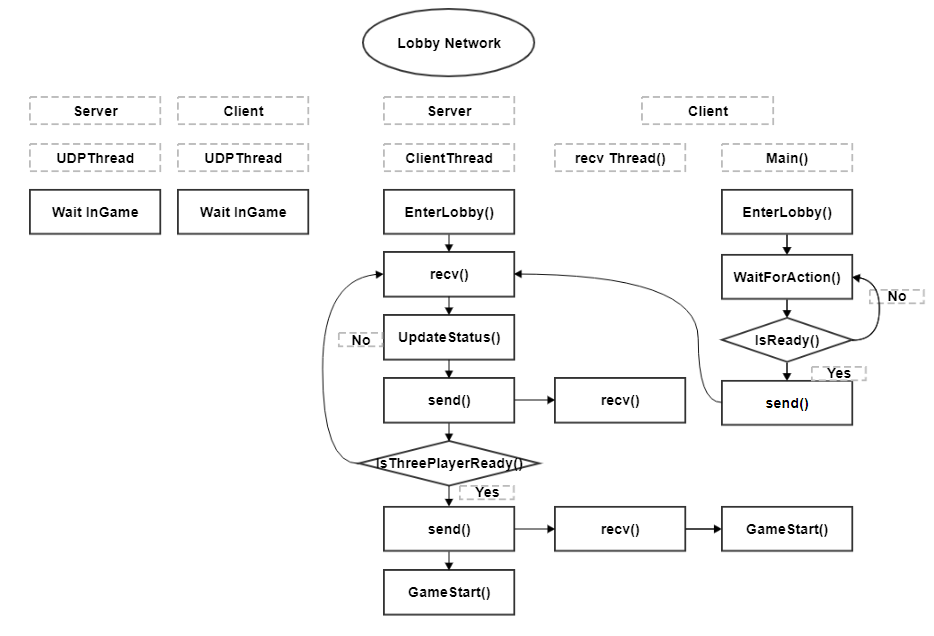 Lobby Network
Server
Client
Server
Client
UDPThread
UDPThread
ClientThread
recv Thread()
Main()
Wait InGame
Wait InGame
EnterLobby()
EnterLobby()
recv()
WaitForAction()
No
UpdateStatus()
No
IsReady()
Yes
send()
recv()
send()
IsThreePlayerReady()
Yes
send()
recv()
GameStart()
GameStart()